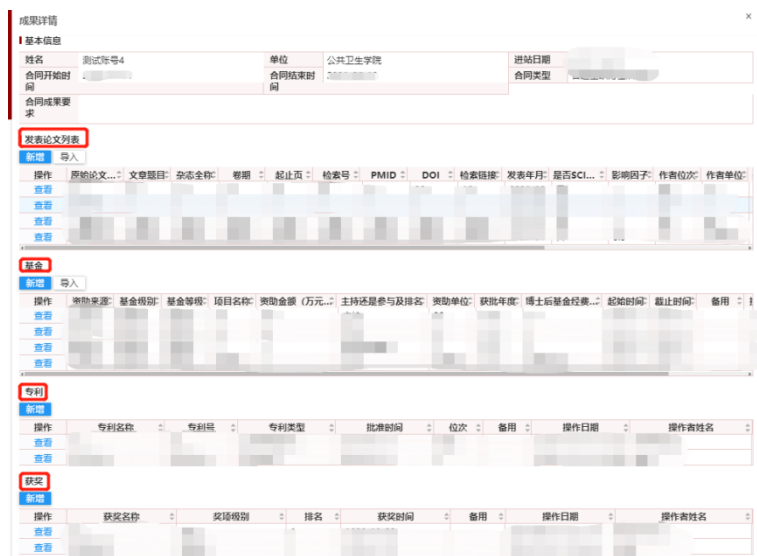 成果详情 ×
基本信息
姓名 测试账号4 单位 公共卫生学院 进站日期
合同开始时间 合同结束时间 合同类型
合同成果要求
发表论文列表
新增 导入
操作 原始论文... 文章题目 杂志全称 卷期 起止页 检索号 PMID DOI 检索链接 发表年月 是否SCI... 影响因子 作者位次 作者单位
查看
查看
查看
查看
基金
新增 导入
操作 资助来源 基金级别 基金等级 项目名称 资助金额（万元... 主持还是参与及排名 资助单位 获批年度 博士后基金经费... 起始时间 截止时间 备用
查看
查看
查看
查看
专利
新增
操作 专利名称 专利号 专利类型 批准时间 位次 备用 操作日期 操作者姓名
查看
查看
获奖
新增
操作 获奖名称 奖项级别 排名 获奖时间 备用 操作日期 操作者姓名
查看
查看